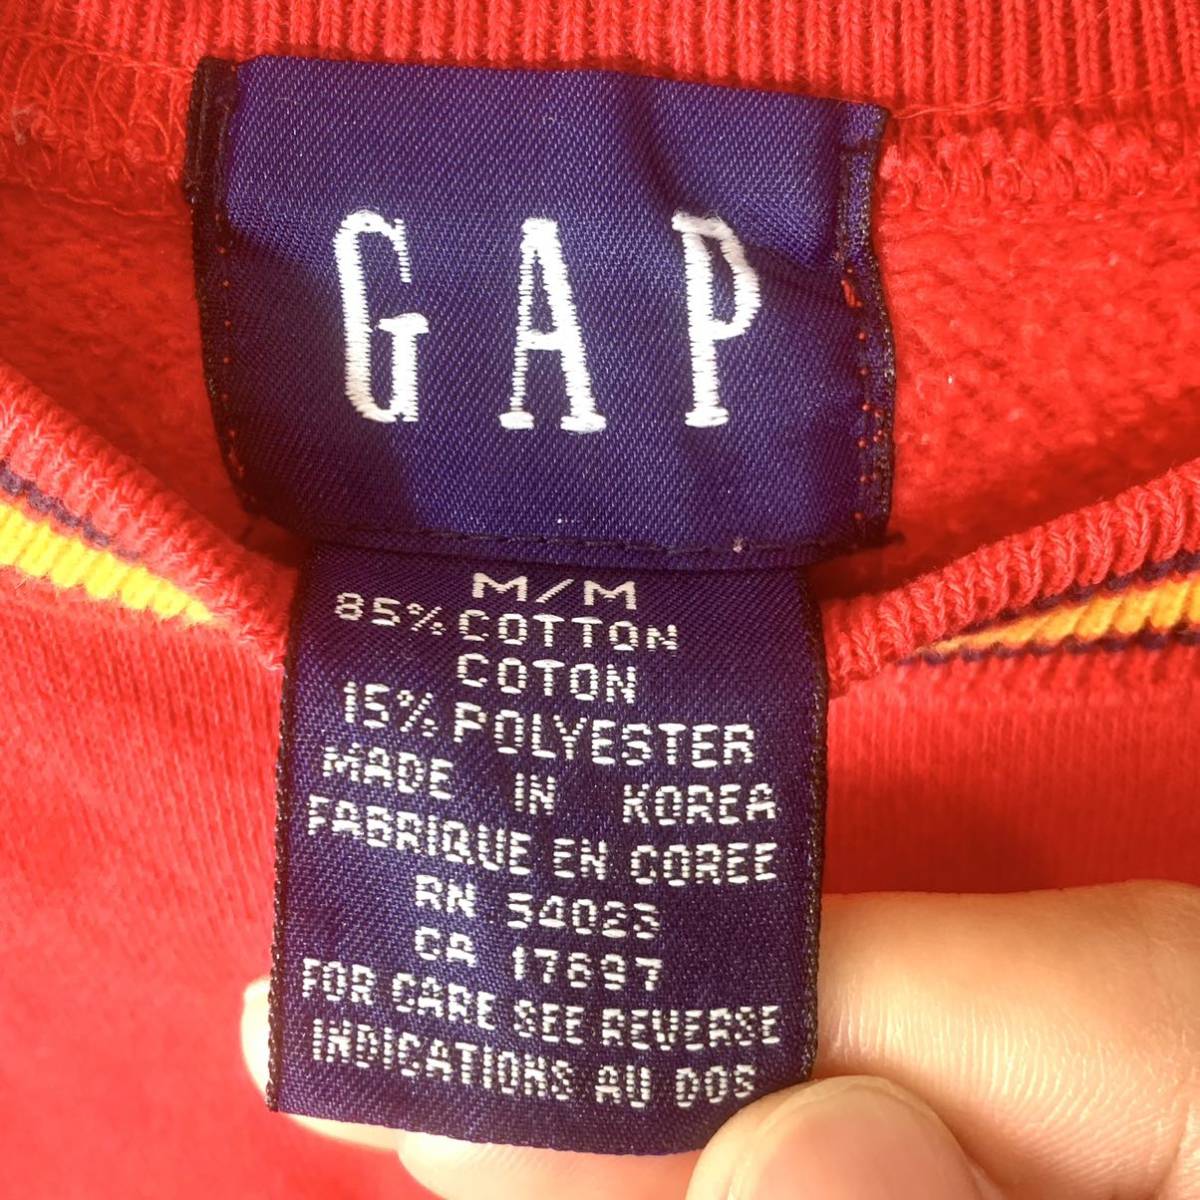 GAP
M/M
85% COTTON
COTON
15% POLYESTER
MADE IN KOREA
FABRIQUE EN COREE
RN 54023
CA 17697
FOR CARE SEE REVERSE
INDICATIONS AU DOS